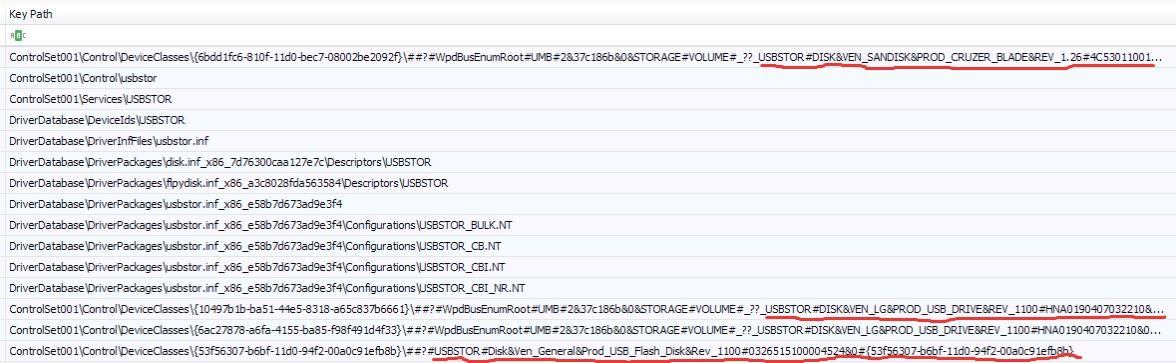 Key Path
ABC
ControlSet001\Control\DeviceClasses\{6bdd1fc6-810f-11d0-bec7-08002be2092f}\##?#WpdBusEnumRoot#UMB#2&37c186b&0&STORAGE#VOLUME#_??_USBSTOR#DISK&VEN_SANDISK&PROD_CRUZER_BLADE&REV_1.26#4C53011001...
ControlSet001\Control\usbstor
ControlSet001\Services\USBSTOR
DriverDatabase\DeviceIds\USBSTOR
DriverDatabase\DriverInfFiles\usbstor.inf
DriverDatabase\DriverPackages\disk.inf_x86_7d76300caa127e7c\Descriptors\USBSTOR
DriverDatabase\DriverPackages\flpydisk.inf_x86_a3c8028fda563584\Descriptors\USBSTOR
DriverDatabase\DriverPackages\usbstor.inf_x86_e58b7d673ad9e3f4
DriverDatabase\DriverPackages\usbstor.inf_x86_e58b7d673ad9e3f4\Configurations\USBSTOR_BULK.NT
DriverDatabase\DriverPackages\usbstor.inf_x86_e58b7d673ad9e3f4\Configurations\USBSTOR_CB.NT
DriverDatabase\DriverPackages\usbstor.inf_x86_e58b7d673ad9e3f4\Configurations\USBSTOR_CBI.NT
DriverDatabase\DriverPackages\usbstor.inf_x86_e58b7d673ad9e3f4\Configurations\USBSTOR_CBI_NR.NT
ControlSet001\Control\DeviceClasses\{10497b1b-ba51-44e5-8318-a65c837b6661}\##?#WpdBusEnumRoot#UMB#2&37c186b&0&STORAGE#VOLUME#_??_USBSTOR#DISK&VEN_LG&PROD_USB_DRIVE&REV_1100#HNA0190407032210&...
ControlSet001\Control\DeviceClasses\{6ac27878-a6fa-4155-ba85-f98f491d4f33}\##?#WpdBusEnumRoot#UMB#2&37c186b&0&STORAGE#VOLUME#_??_USBSTOR#DISK&VEN_LG&PROD_USB_DRIVE&REV_1100#HNA0190407032210&0...
ControlSet001\Control\DeviceClasses\{53f56307-b6bf-11d0-94f2-00a0c91efb8b}\##?#USBSTOR#Disk&Ven_General&Prod_USB_Flash_Disk&Rev_1100#0326515100004524&0#{53f56307-b6bf-11d0-94f2-00a0c91efb8b}